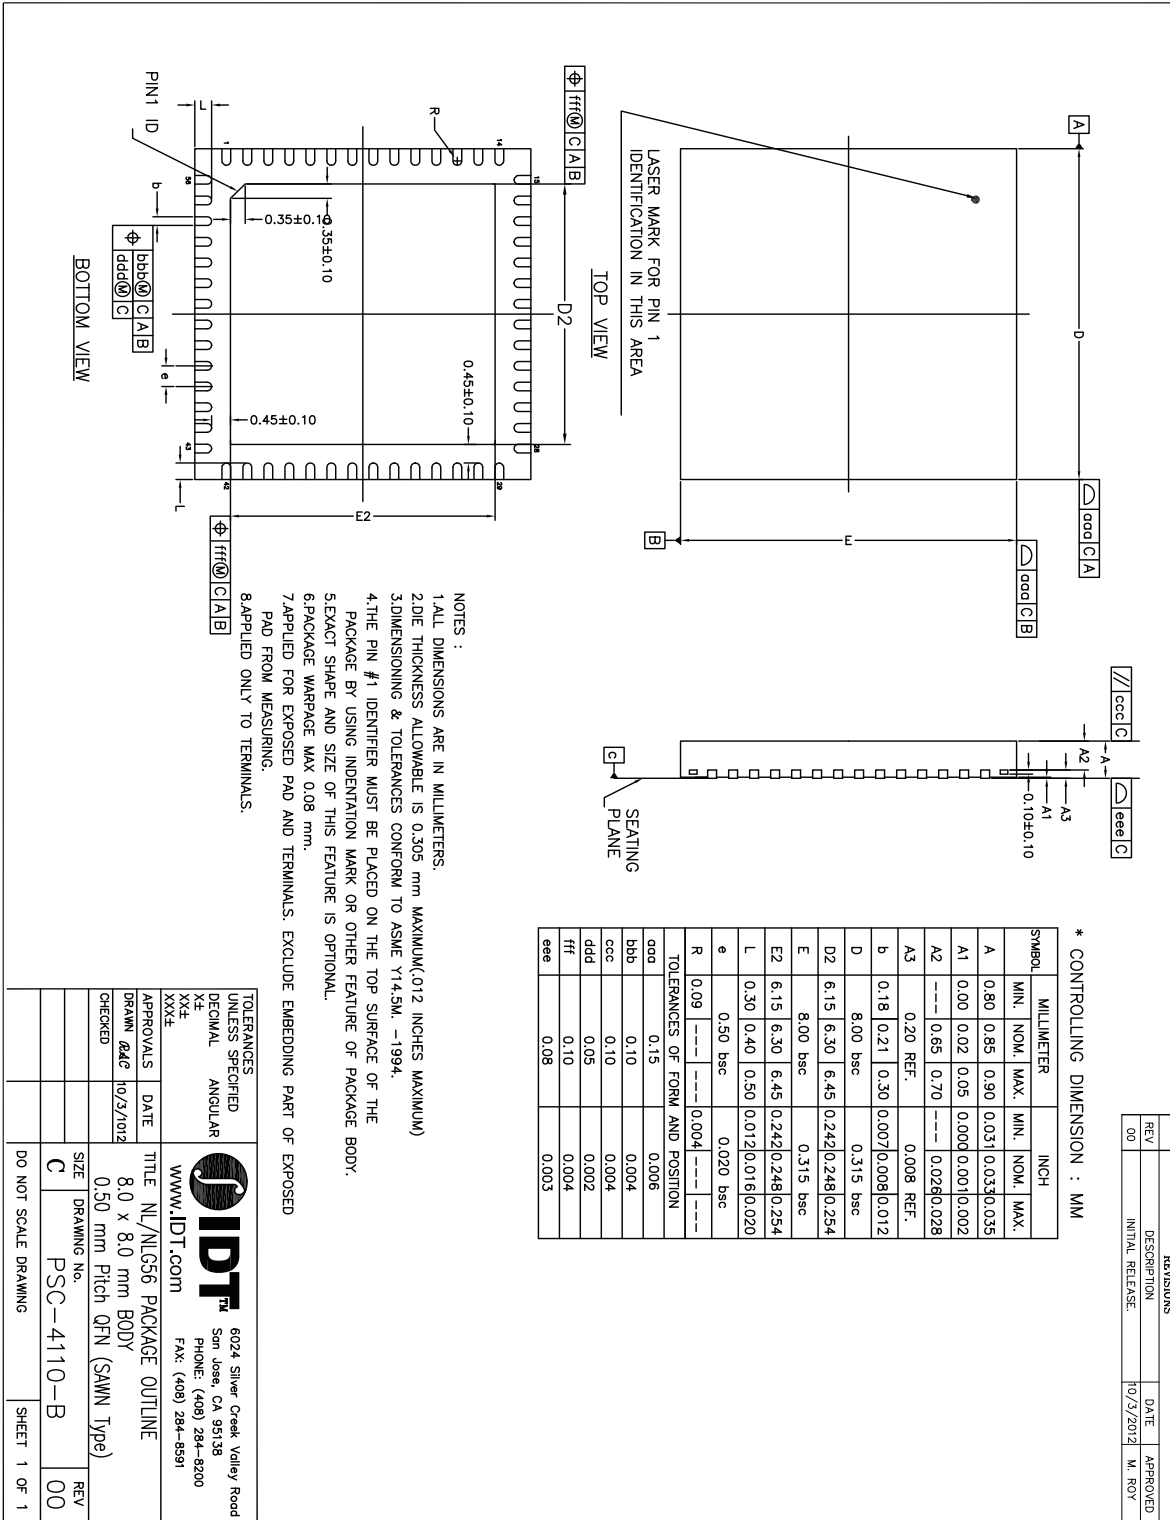 REVISIONS
REV DESCRIPTION DATE APPROVED
00 INITIAL RELEASE. 10/3/2012 M. ROY
D
aaa C A
A
E
aaa C B
B
LASER MARK FOR PIN 1
IDENTIFICATION IN THIS AREA
TOP VIEW
// ccc C
eee C
A
A2
A3
A1
0.10±0.10
C
SEATING
PLANE
fff Ⓜ C A B
D2
R
PIN1 ID
L
1
14
15
28
29
42
43
56
b
0.35±0.10
0.35±0.10
0.45±0.10
0.45±0.10
e
L
E2
bbb Ⓜ C A B
ddd Ⓜ C
fff Ⓜ C A B
BOTTOM VIEW
* CONTROLLING DIMENSION : MM
SYMBOL MILLIMETER INCH
MIN. NOM. MAX. MIN. NOM. MAX.
A 0.80 0.85 0.90 0.031 0.033 0.035
A1 0.00 0.02 0.05 0.000 0.001 0.002
A2 --- 0.65 0.70 --- 0.026 0.028
A3 0.20 REF. 0.008 REF.
b 0.18 0.21 0.30 0.007 0.008 0.012
D 8.00 bsc 0.315 bsc
D2 6.15 6.30 6.45 0.242 0.248 0.254
E 8.00 bsc 0.315 bsc
E2 6.15 6.30 6.45 0.242 0.248 0.254
L 0.30 0.40 0.50 0.012 0.016 0.020
e 0.50 bsc 0.020 bsc
R 0.09 --- --- 0.004 --- ---
TOLERANCES OF FORM AND POSITION
aaa 0.15 0.006
bbb 0.10 0.004
ccc 0.10 0.004
ddd 0.05 0.002
fff 0.10 0.004
eee 0.08 0.003
NOTES :
1.ALL DIMENSIONS ARE IN MILLIMETERS.
2.DIE THICKNESS ALLOWABLE IS 0.305 mm MAXIMUM(.012 INCHES MAXIMUM)
3.DIMENSIONING & TOLERANCES CONFORM TO ASME Y14.5M. -1994.
4.THE PIN #1 IDENTIFIER MUST BE PLACED ON THE TOP SURFACE OF THE
PACKAGE BY USING INDENTATION MARK OR OTHER FEATURE OF PACKAGE BODY.
5.EXACT SHAPE AND SIZE OF THIS FEATURE IS OPTIONAL.
6.PACKAGE WARPAGE MAX 0.08 mm.
7.APPLIED FOR EXPOSED PAD AND TERMINALS. EXCLUDE EMBEDDING PART OF EXPOSED
PAD FROM MEASURING.
8.APPLIED ONLY TO TERMINALS.
TOLERANCES
UNLESS SPECIFIED
DECIMAL ANGULAR
X±
XX±
XXX±
APPROVALS DATE
DRAWN RAC 10/3/1012
CHECKED
IDT™
www.IDT.com
6024 Silver Creek Valley Road
San Jose, CA 95138
PHONE: (408) 284-8200
FAX: (408) 284-8591
TITLE NL/NLG56 PACKAGE OUTLINE
8.0 x 8.0 mm BODY
0.50 mm Pitch QFN (SAWN Type)
SIZE DRAWING No. REV
C PSC-4110-B 00
DO NOT SCALE DRAWING SHEET 1 OF 1